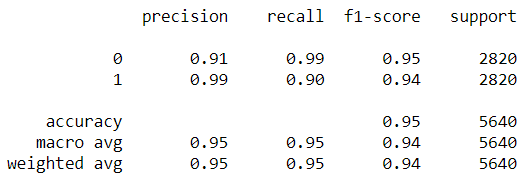 precision recall f1-score support
0 0.91 0.99 0.95 2820
1 0.99 0.90 0.94 2820
accuracy 0.95 5640
macro avg 0.95 0.95 0.94 5640
weighted avg 0.95 0.95 0.94 5640